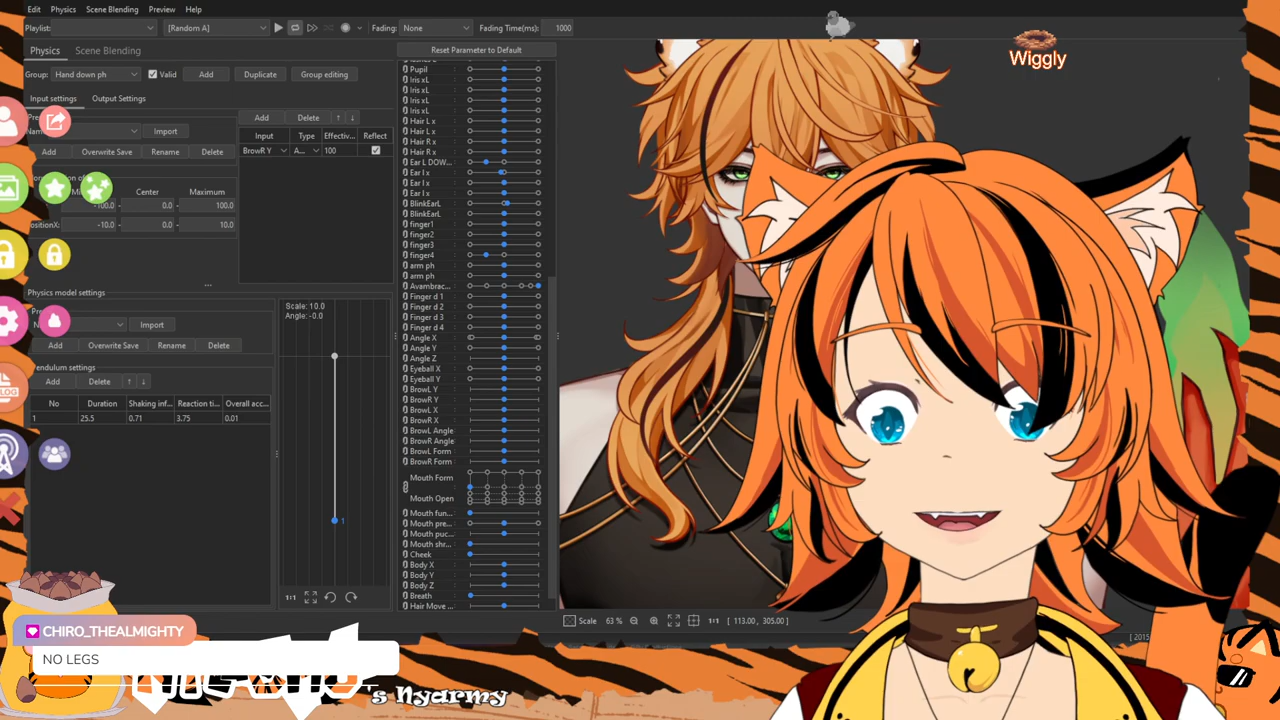 Edit Physics Scene Blending Preview Help
Playlist: [Random A] Fading: None Fading Time(ms): 1000
Physics Scene Blending
Group: Hand down ph Valid Add Duplicate Group editing
Input settings Output Settings
Import
Add Overwrite Save Rename Delete
Center Maximum
-100.0 - 0.0 - 100.0
-10.0 - 0.0 - 10.0
Add Delete ↑ ↓
Input Type Effectiv... Reflect
BrowR Y A... 100
Physics model settings
Import
Add Overwrite Save Rename Delete
Pendulum settings
Add Delete ↑ ↓
No Duration Shaking inf... Reaction ti... Overall acc...
1 25.5 0.71 3.75 0.01
Scale: 10.0
Angle: -0.0
1
1:1
Reset Parameter to Default
Pupil
Iris xL
Iris xL
Iris xL
Iris xL
Hair L x
Hair L x
Hair R x
Hair R x
Ear L DOW...
Ear l x
Ear l x
Ear l x
BlinkEarL
BlinkEarL
finger1
finger2
finger3
finger4
arm ph
arm ph
Avambrac...
Finger d 1
Finger d 2
Finger d 3
Finger d 4
Angle X
Angle Y
Angle Z
Eyeball X
Eyeball Y
BrowL Y
BrowR Y
BrowL X
BrowR X
BrowL Angle
BrowR Angle
BrowL Form
BrowR Form
Mouth Form
Mouth Open
Mouth fun...
Mouth pre...
Mouth puc...
Mouth shr...
Cheek
Body X
Body Y
Body Z
Breath
Hair Move ...
Scale 63 % 1:1 [ 113.00 , 305.00 ]
[ 2015
Wiggly
CHIRO_THEALMIGHTY
NO LEGS
's Nyarmy